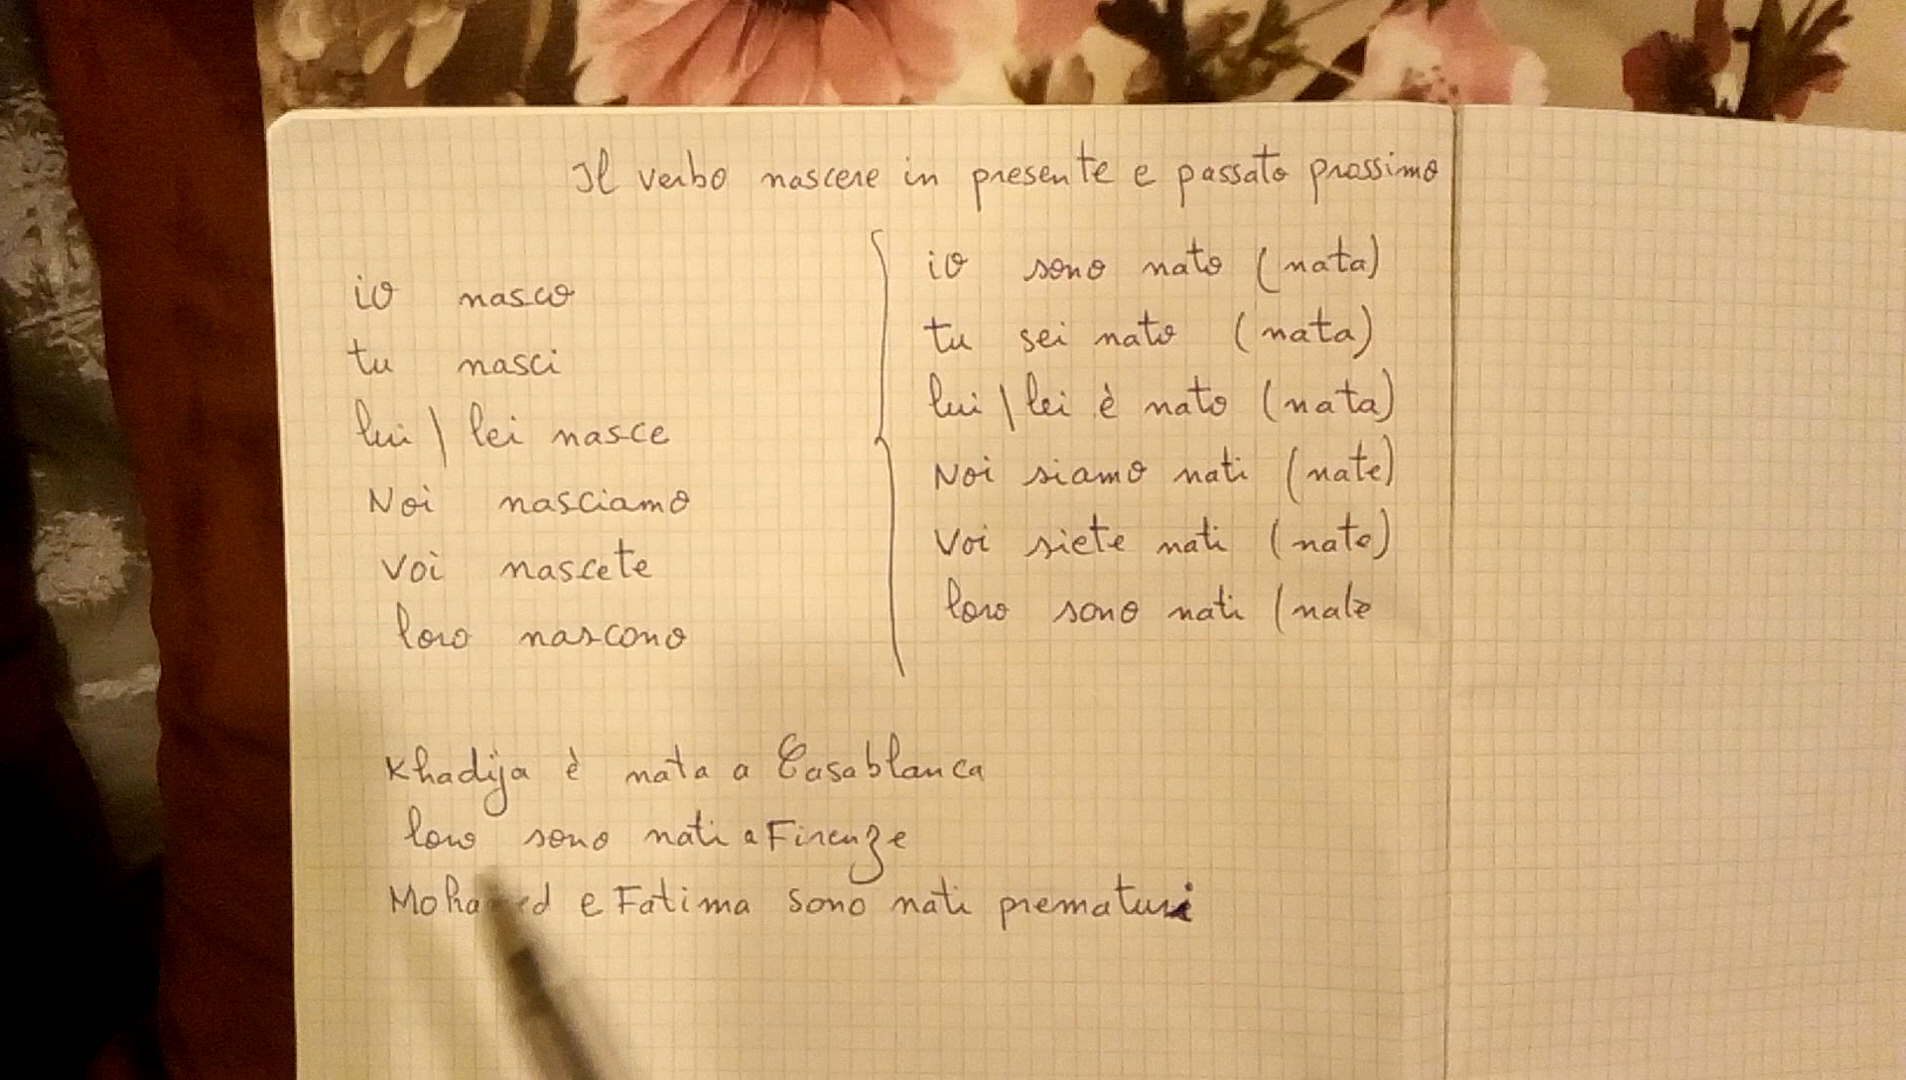 Il verbo nascere in presente e passato prossimo
io nasco
tu nasci
lui | lei nasce
Noi nasciamo
Voi nascete
loro nascono
io sono nato (nata)
tu sei nato (nata)
lui | lei è nato (nata)
Noi siamo nati (nate)
Voi siete nati (nate)
loro sono nati (nate
Khadija è nata a Casablanca
loro sono nati a Firenze
e Fatima sono nati prematuri